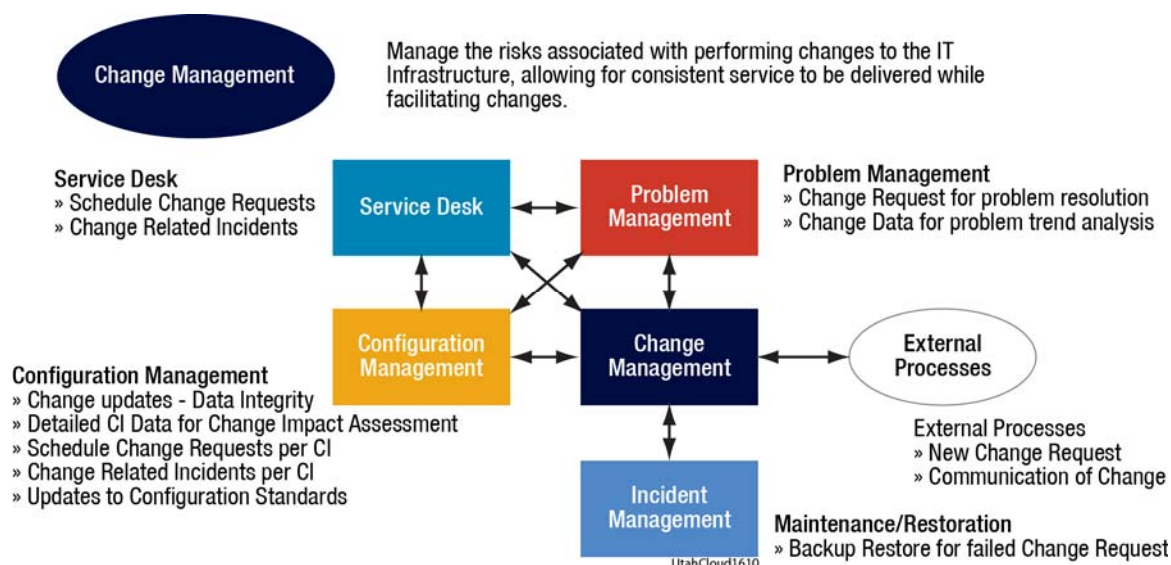 Change Management
Manage the risks associated with performing changes to the IT
Infrastructure, allowing for consistent service to be delivered while
facilitating changes.
Service Desk
» Schedule Change Requests
» Change Related Incidents
Service Desk
Problem
Management
Problem Management
» Change Request for problem resolution
» Change Data for problem trend analysis
Configuration
Management
Change
Management
External
Processes
Configuration Management
» Change updates - Data Integrity
» Detailed CI Data for Change Impact Assessment
» Schedule Change Requests per CI
» Change Related Incidents per CI
» Updates to Configuration Standards
External Processes
» New Change Request
» Communication of Change
Incident
Management
Maintenance/Restoration
» Backup Restore for failed Change Request
UtahCloud1610